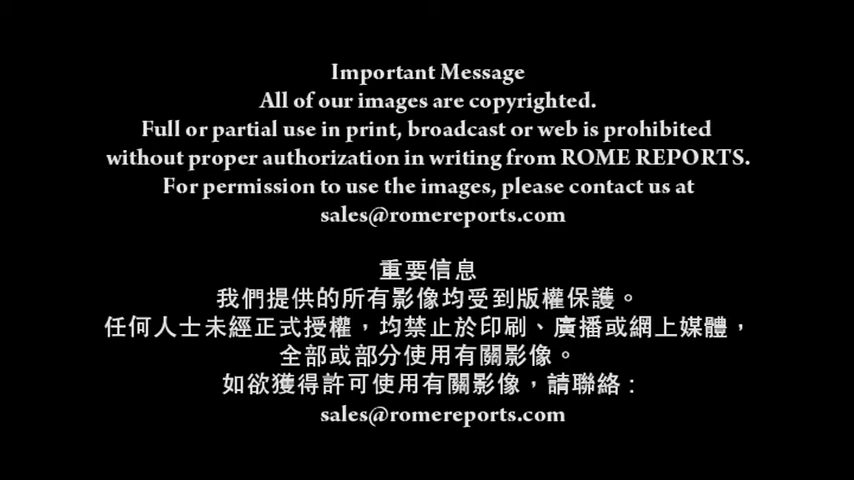 Important Message
All of our images are copyrighted.
Full or partial use in print, broadcast or web is prohibited
without proper authorization in writing from ROME REPORTS.
For permission to use the images, please contact us at
sales@romereports.com
重要信息
我們提供的所有影像均受到版權保護。
任何人士未經正式授權，均禁止於印刷、廣播或網上媒體，
全部或部分使用有關影像。
如欲獲得許可使用有關影像，請聯絡：
sales@romereports.com